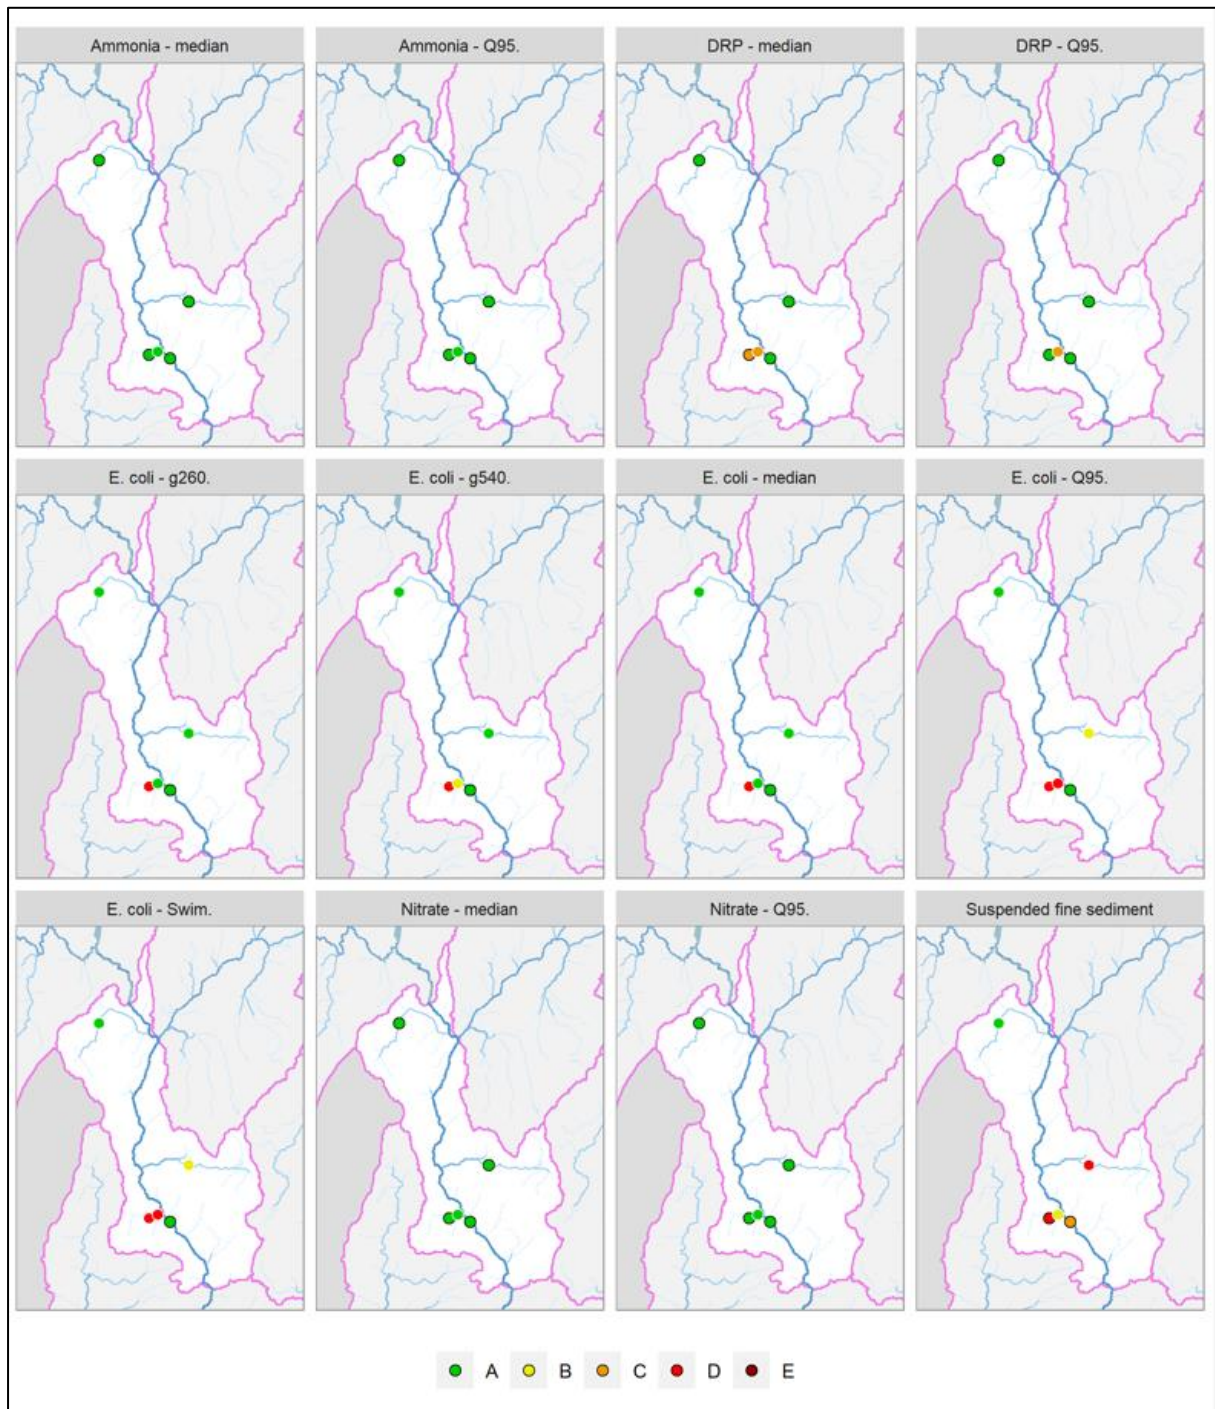 Ammonia - median
Ammonia - Q95.
DRP - median
DRP - Q95.
E. coli - g260.
E. coli - g540.
E. coli - median
E. coli - Q95.
E. coli - Swim.
Nitrate - median
Nitrate - Q95.
Suspended fine sediment
A B C D E